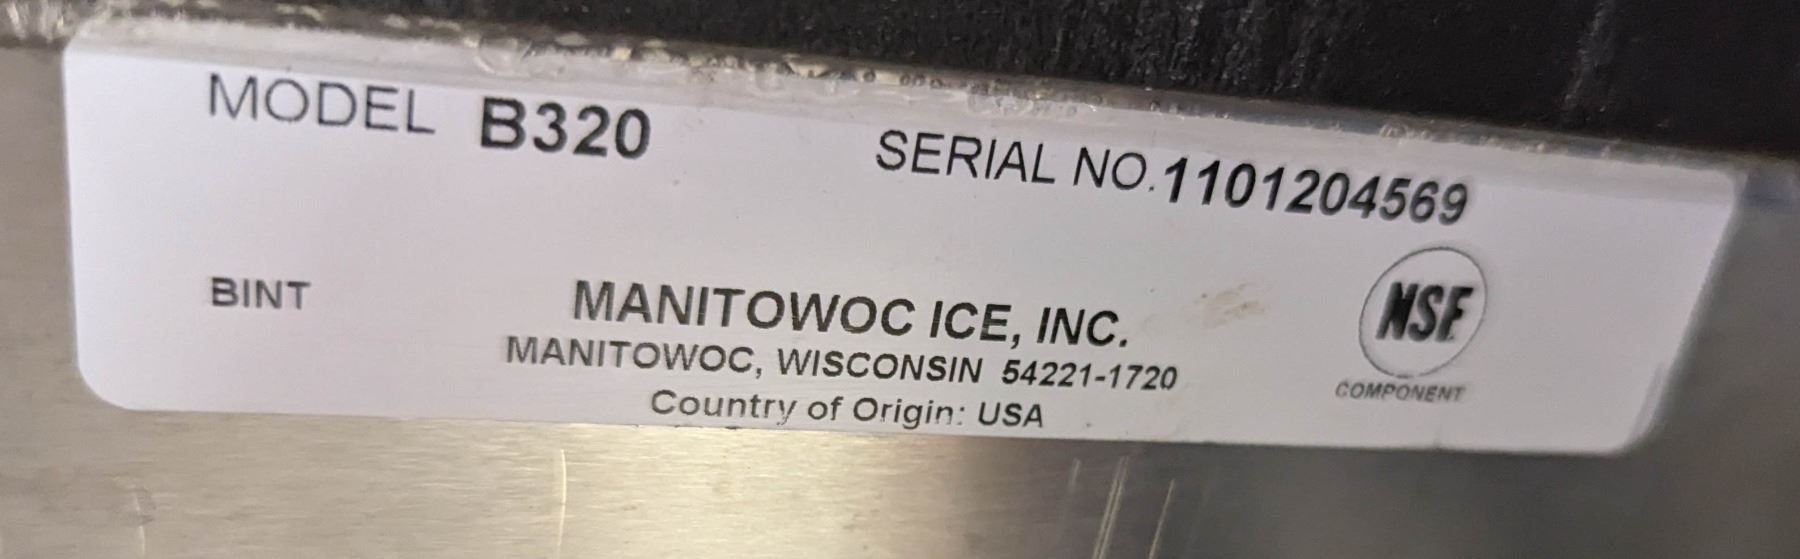 MODEL B320 SERIAL NO. 1101204569
BINT
MANITOWOC ICE, INC.
MANITOWOC, WISCONSIN 54221-1720
Country of Origin: USA
NSF
COMPONENT